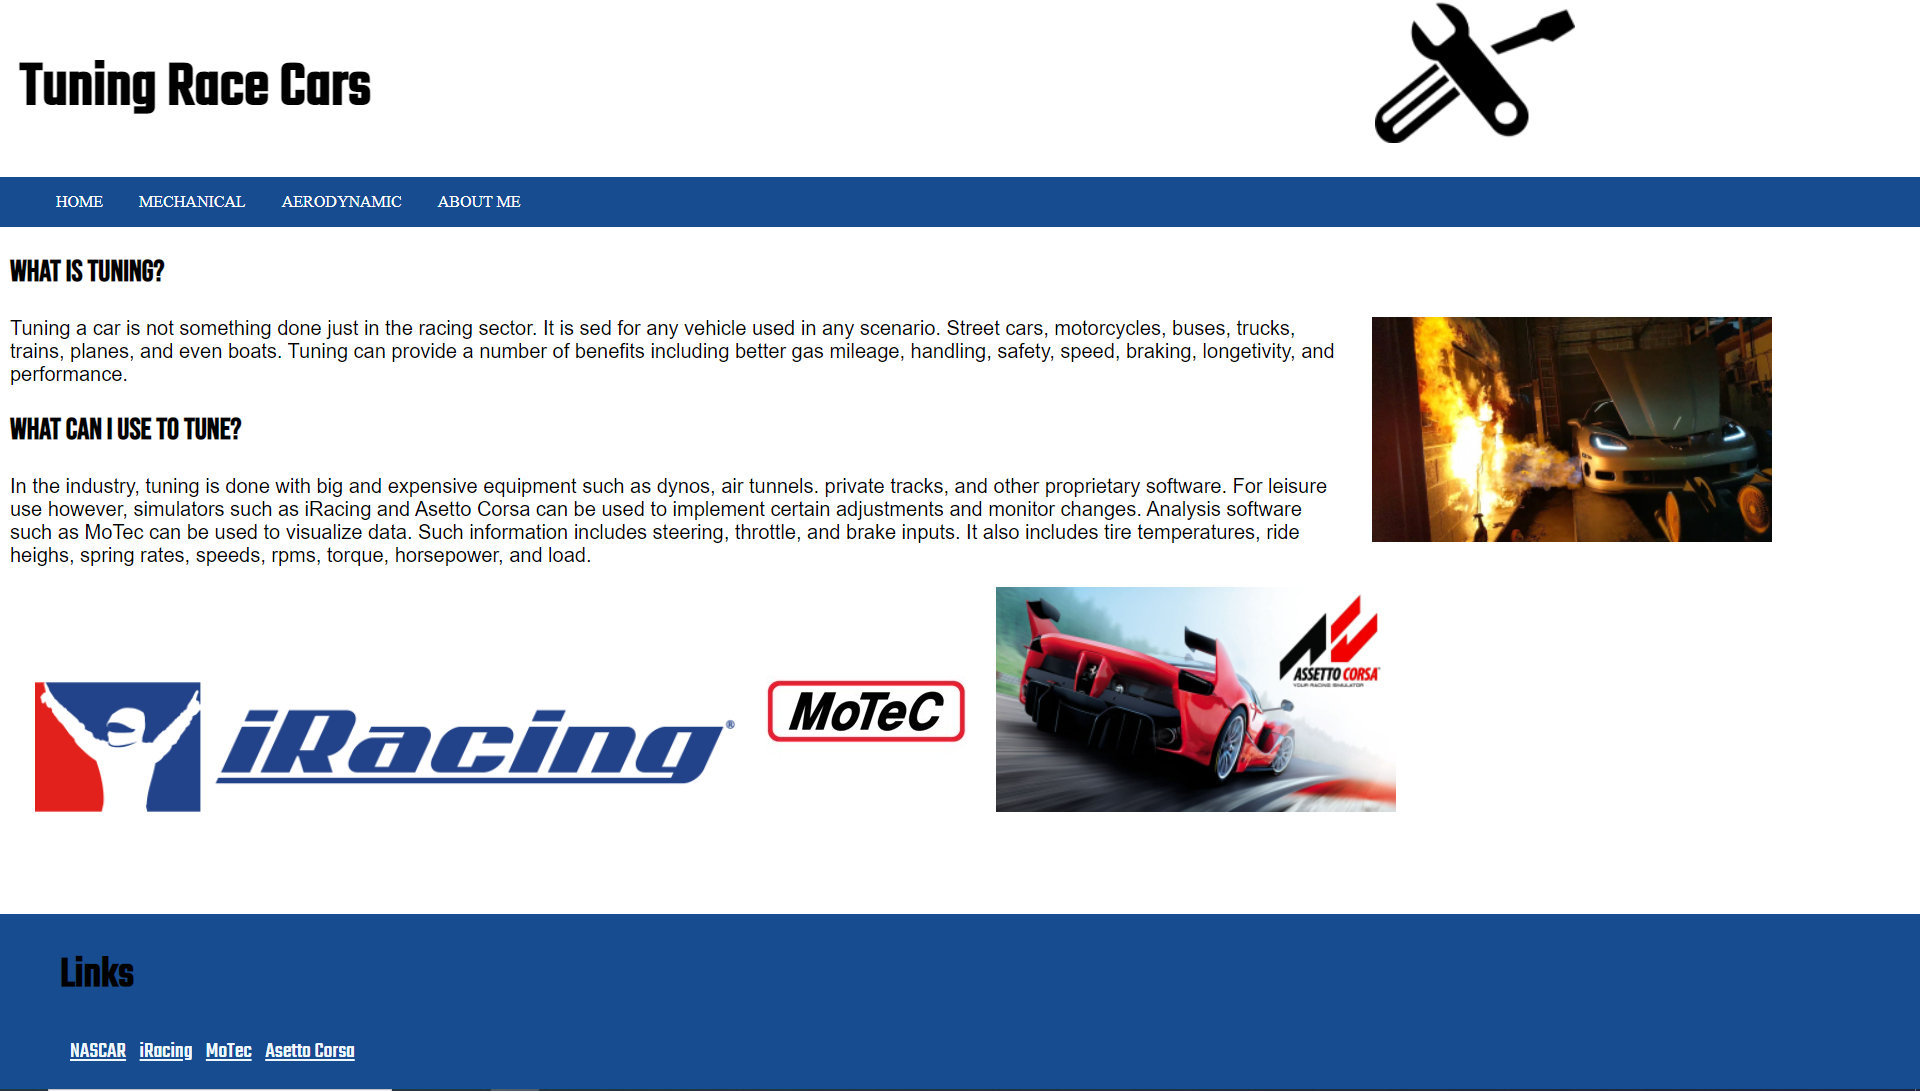 Tuning Race Cars
HOME MECHANICAL AERODYNAMIC ABOUT ME
WHAT IS TUNING?
Tuning a car is not something done just in the racing sector. It is sed for any vehicle used in any scenario. Street cars, motorcycles, buses, trucks,
trains, planes, and even boats. Tuning can provide a number of benefits including better gas mileage, handling, safety, speed, braking, longetivity, and
performance.
WHAT CAN I USE TO TUNE?
In the industry, tuning is done with big and expensive equipment such as dynos, air tunnels. private tracks, and other proprietary software. For leisure
use however, simulators such as iRacing and Asetto Corsa can be used to implement certain adjustments and monitor changes. Analysis software
such as MoTec can be used to visualize data. Such information includes steering, throttle, and brake inputs. It also includes tire temperatures, ride
heighs, spring rates, speeds, rpms, torque, horsepower, and load.
iRacing®
MoTeC
ASSETTO CORSA
YOUR RACING SIMULATOR
Links
NASCAR iRacing MoTec Asetto Corsa